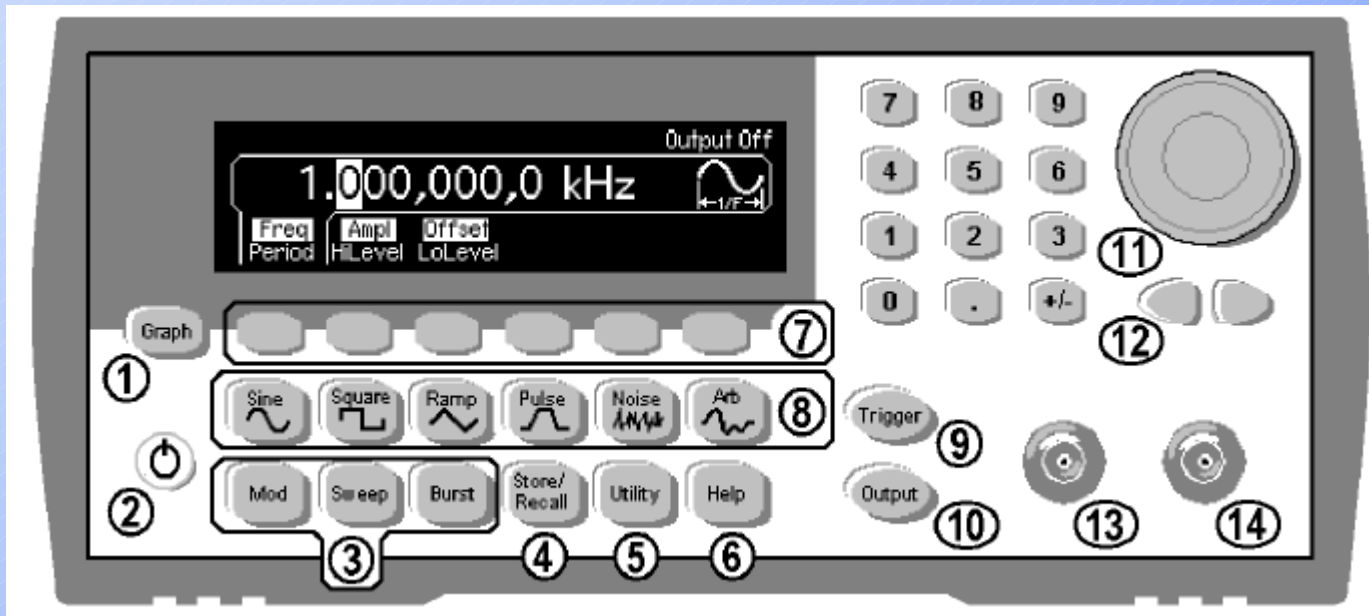 Output Off
1.000,000,0 kHz
←1/F→
Freq Ampl Offset
Period HiLevel LoLevel
7 8 9
4 5 6
1 2 3
0 . +/-
11
12
Graph
7
1
Sine Square Ramp Pulse Noise Arb
8
Trigger
9
2
Mod Sweep Burst Store/
Recall Utility Help
Output
10
13 14
3 4 5 6